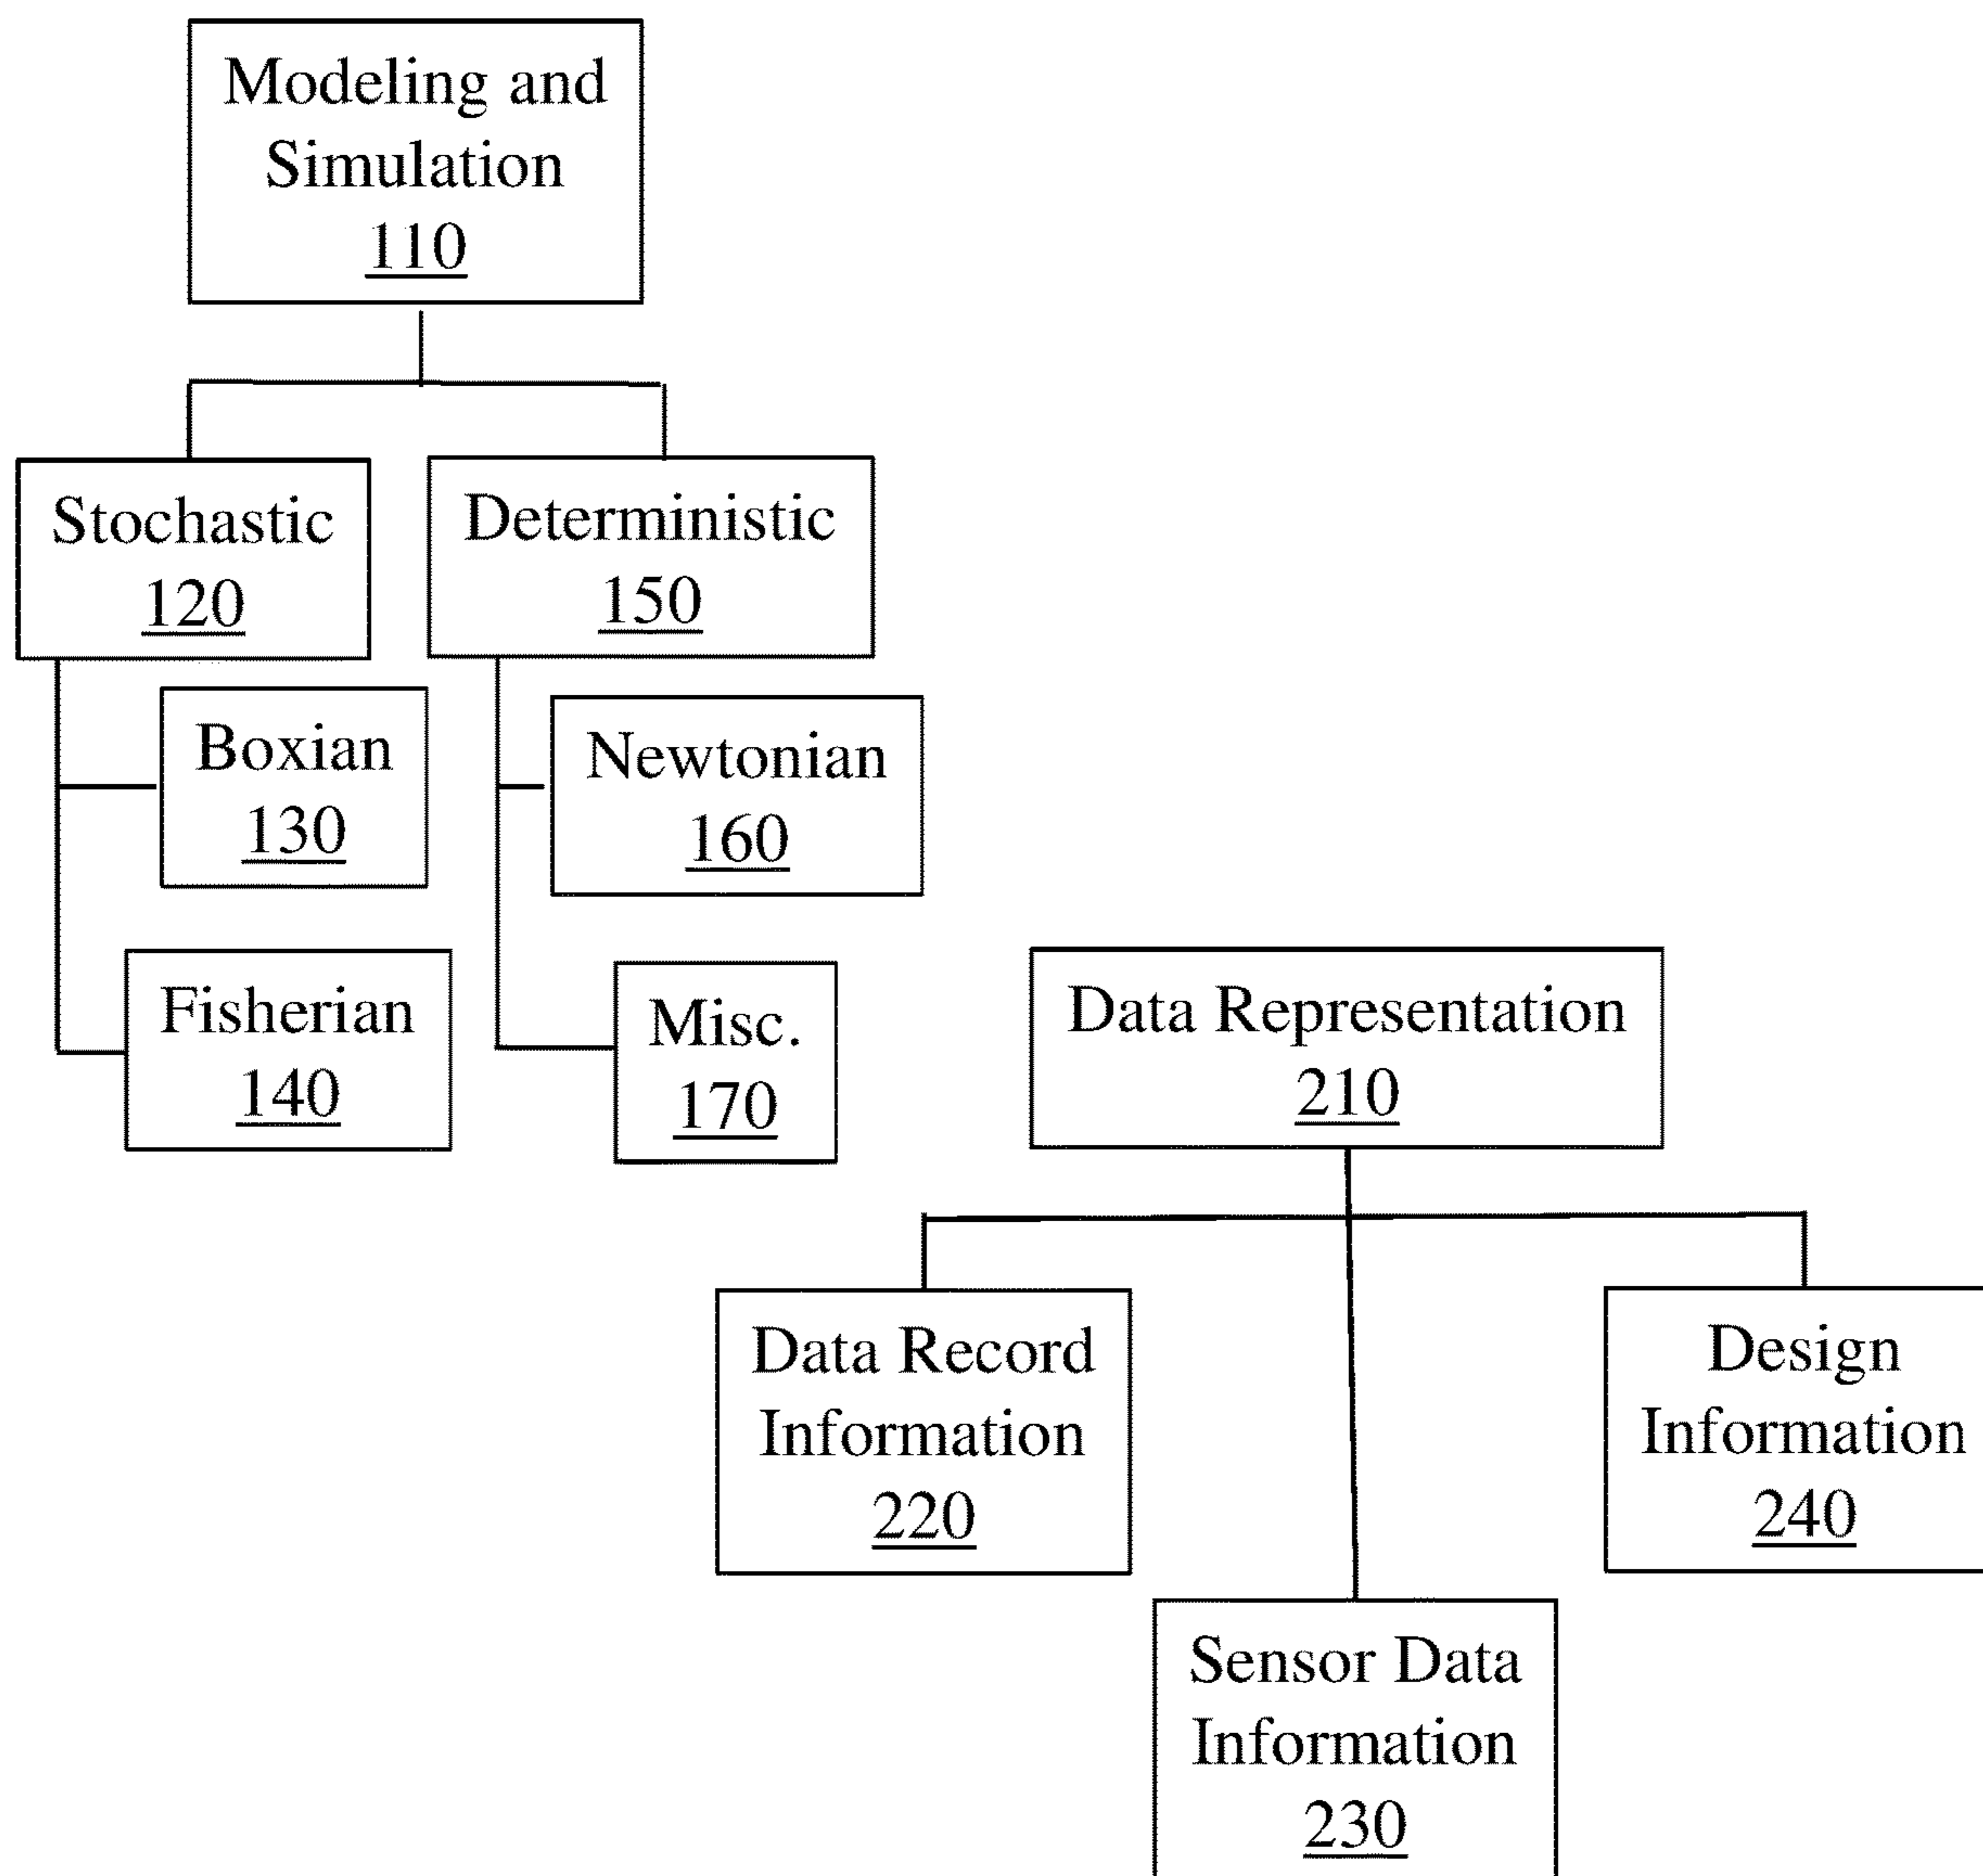 Modeling and
Simulation
110
Stochastic
120
Deterministic
150
Boxian
130
Newtonian
160
Fisherian
140
Misc.
170
Data Representation
210
Data Record
Information
220
Sensor Data
Information
230
Design
Information
240